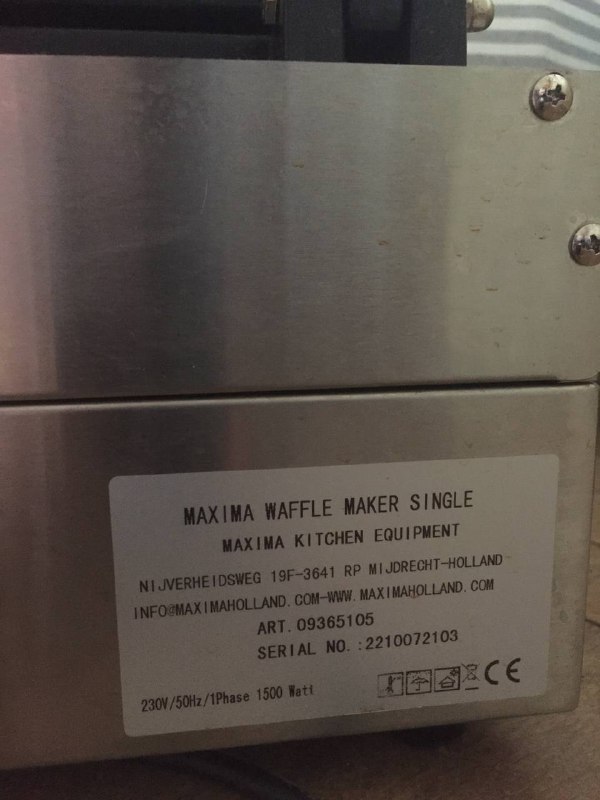 MAXIMA WAFFLE MAKER SINGLE
MAXIMA KITCHEN EQUIPMENT
NIJVERHEIDSWEG 19F-3641 RP MIJDRECHT-HOLLAND
INFO@MAXIMAHOLLAND.COM-WWW.MAXIMAHOLLAND.COM
ART.09365105
SERIAL NO.:2210072103
230V/50Hz/1Phase 1500 Watt
CE